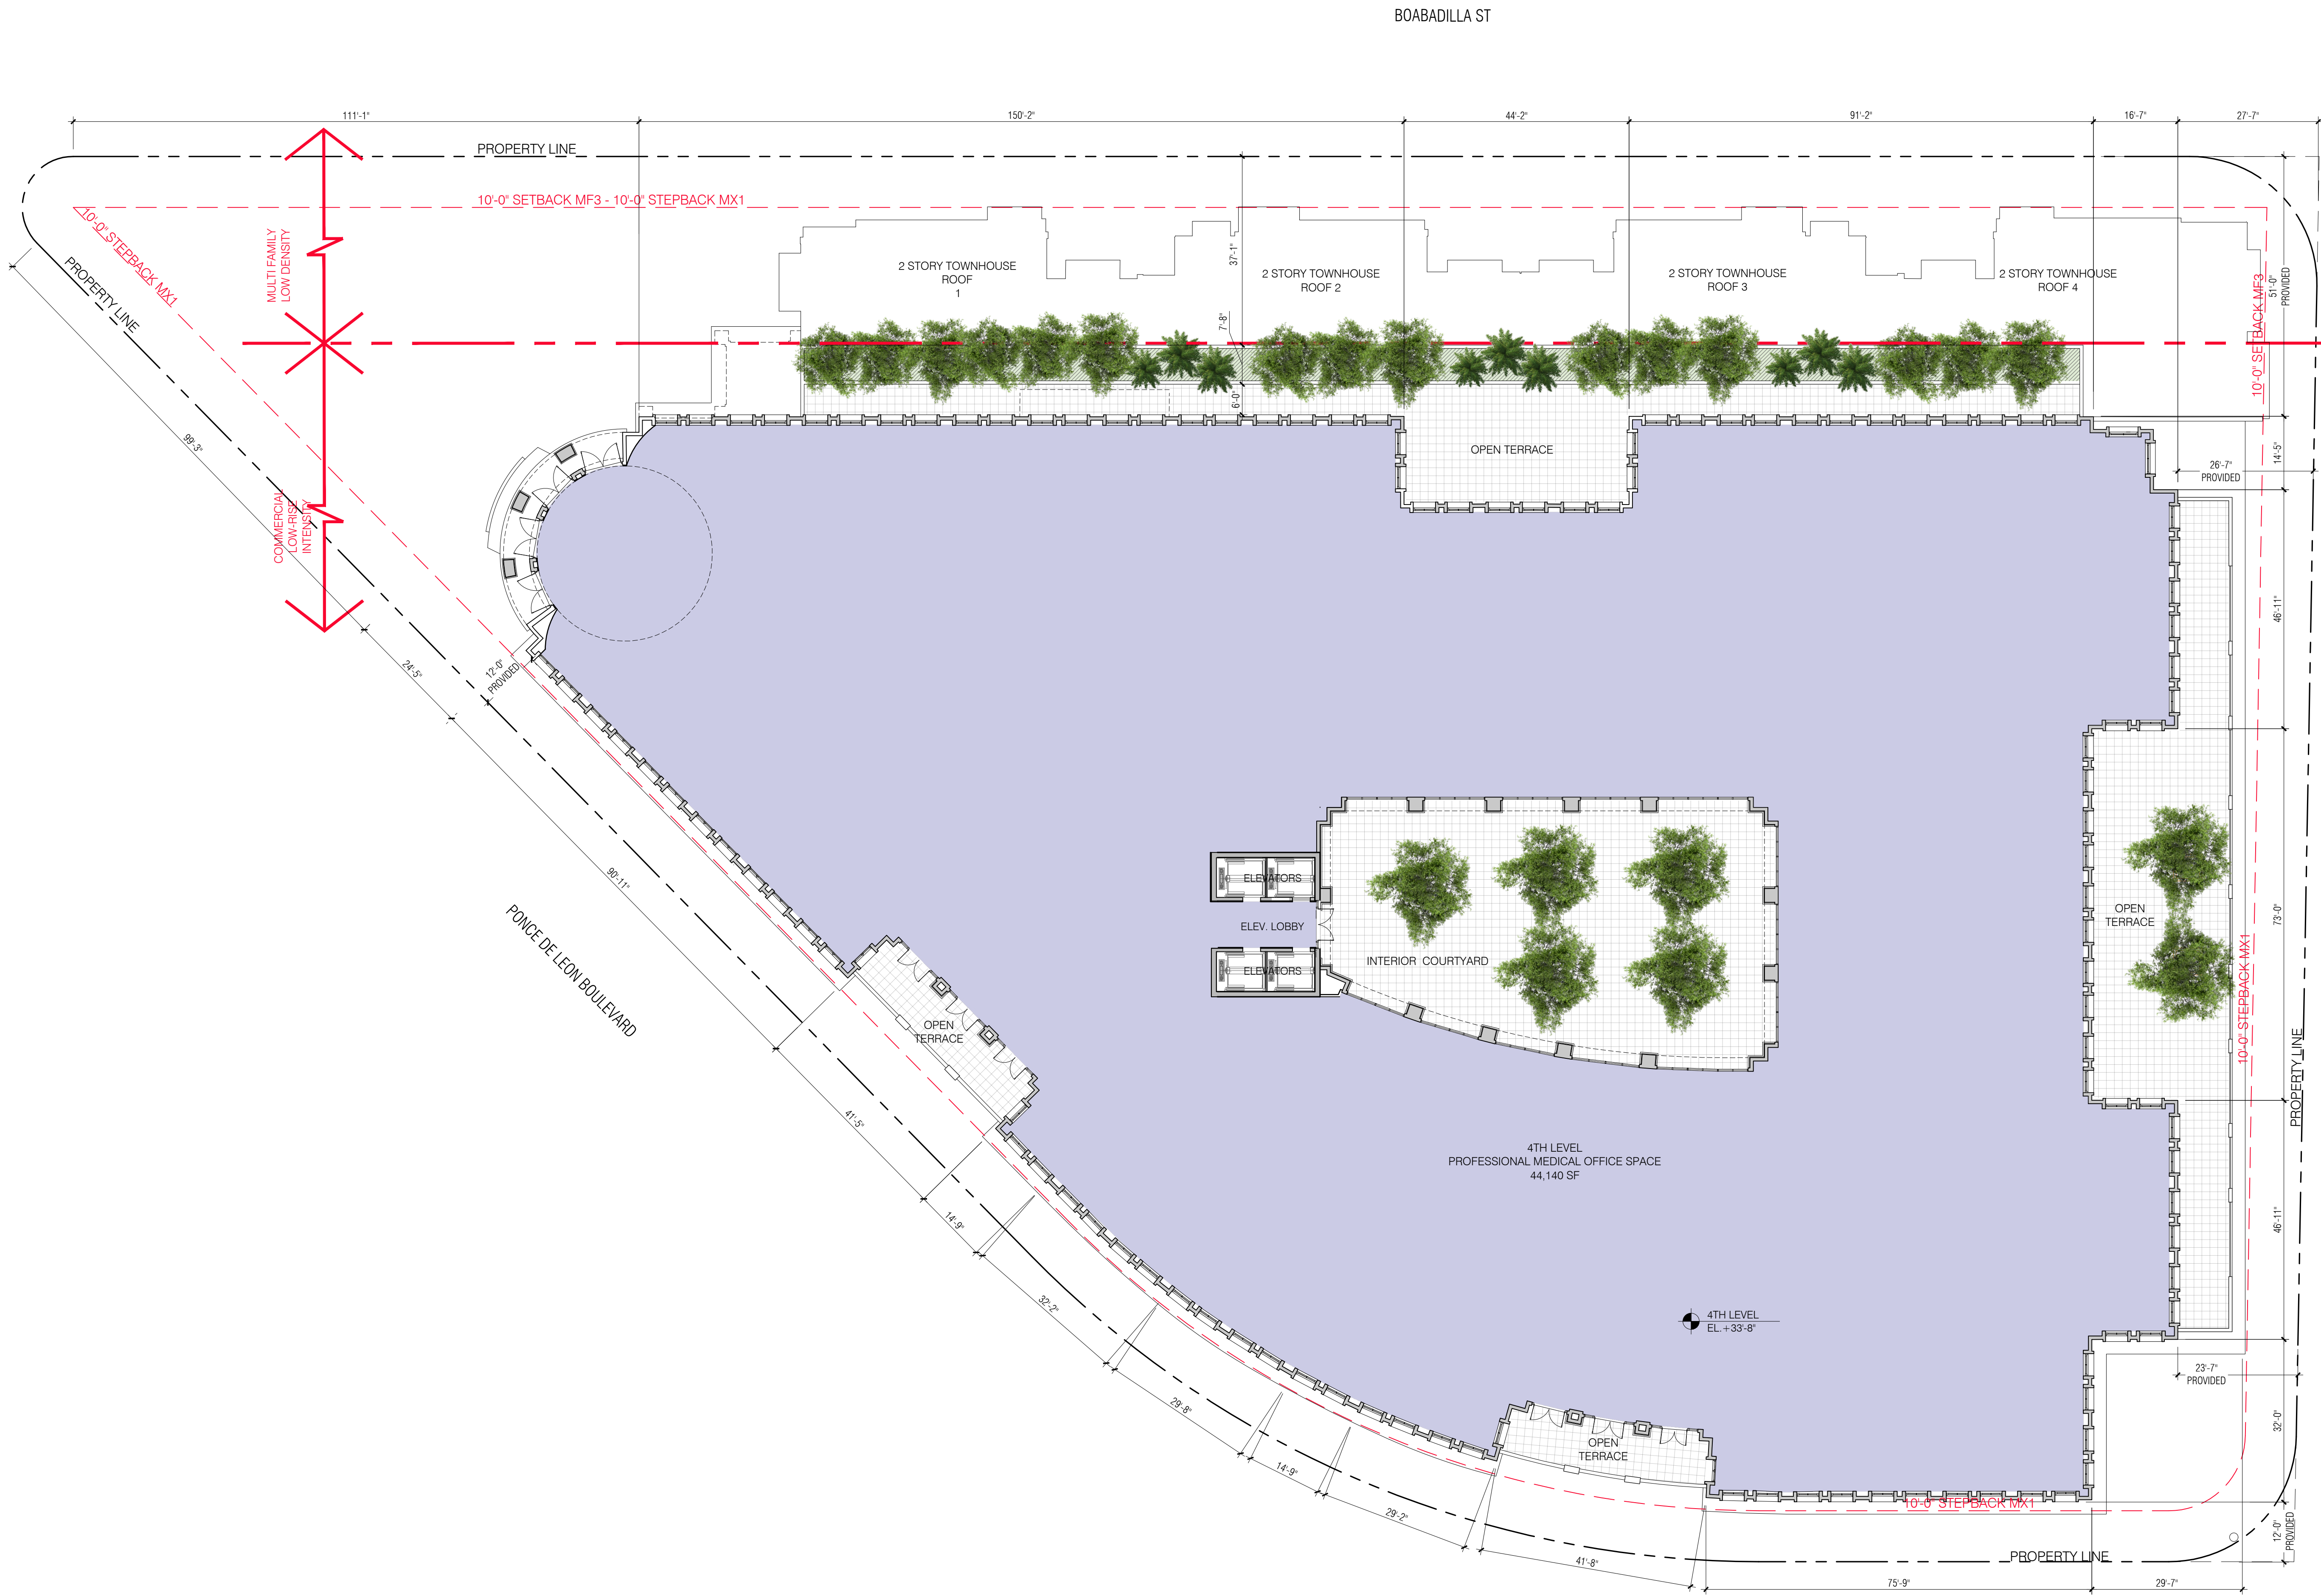 BOABADILLA ST
111'-1"
150'-2"
44'-2"
91'-2"
16'-7"
27'-7"
PROPERTY LINE
10'-0" SETBACK MF3 - 10'-0" STEPBACK MX1
10'-0" STEPBACK MX1
PROPERTY LINE
MULTI FAMILY
LOW DENSITY
COMMERCIAL
LOW-RISE
INTENSITY
2 STORY TOWNHOUSE
ROOF
1
37'-1"
2 STORY TOWNHOUSE
ROOF 2
2 STORY TOWNHOUSE
ROOF 3
2 STORY TOWNHOUSE
ROOF 4
10'-0" SETBACK MF3
51'-0"
PROVIDED
7'-8"
6'-0"
OPEN TERRACE
14'-5"
26'-7"
PROVIDED
99'-3"
46'-11"
24'-5"
12'-0"
PROVIDED
ELEVATORS
ELEV. LOBBY
ELEVATORS
INTERIOR COURTYARD
OPEN
TERRACE
73'-0"
10'-0" STEPBACK MX1
PROPERTY LINE
90'-11"
PONCE DE LEON BOULEVARD
OPEN
TERRACE
41'-5"
4TH LEVEL
PROFESSIONAL MEDICAL OFFICE SPACE
44,140 SF
14'-9"
46'-11"
32'-2"
4TH LEVEL
EL.+33'-8"
23'-7"
PROVIDED
29'-8"
32'-0"
OPEN
TERRACE
14'-9"
10'-0" STEPBACK MX1
29'-2"
12'-0"
PROVIDED
41'-8"
PROPERTY LINE
75'-9"
29'-7"